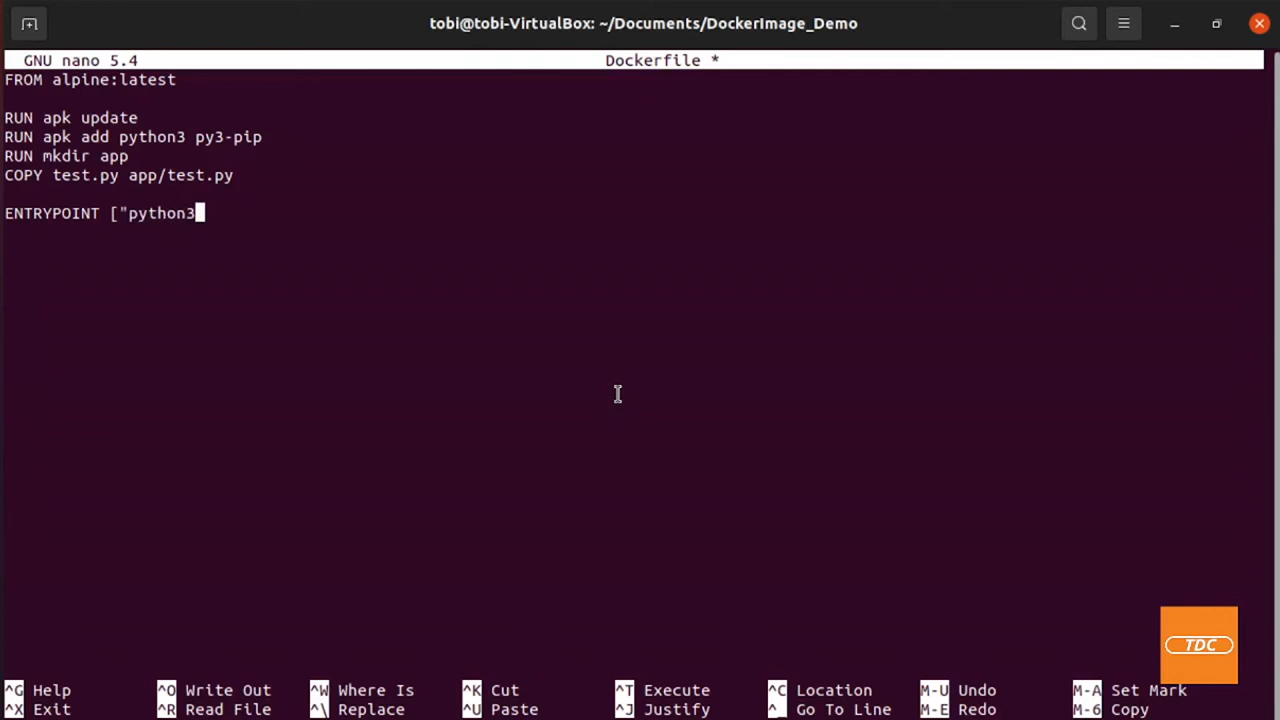 tobi@tobi-VirtualBox: ~/Documents/DockerImage_Demo
GNU nano 5.4 Dockerfile *
FROM alpine:latest
RUN apk update
RUN apk add python3 py3-pip
RUN mkdir app
COPY test.py app/test.py
ENTRYPOINT ["python3
TDC
^G Help ^O Write Out ^W Where Is ^K Cut ^T Execute ^C Location M-U Undo M-A Set Mark
^X Exit ^R Read File ^\ Replace ^U Paste ^J Justify ^_ Go To Line M-E Redo M-6 Copy